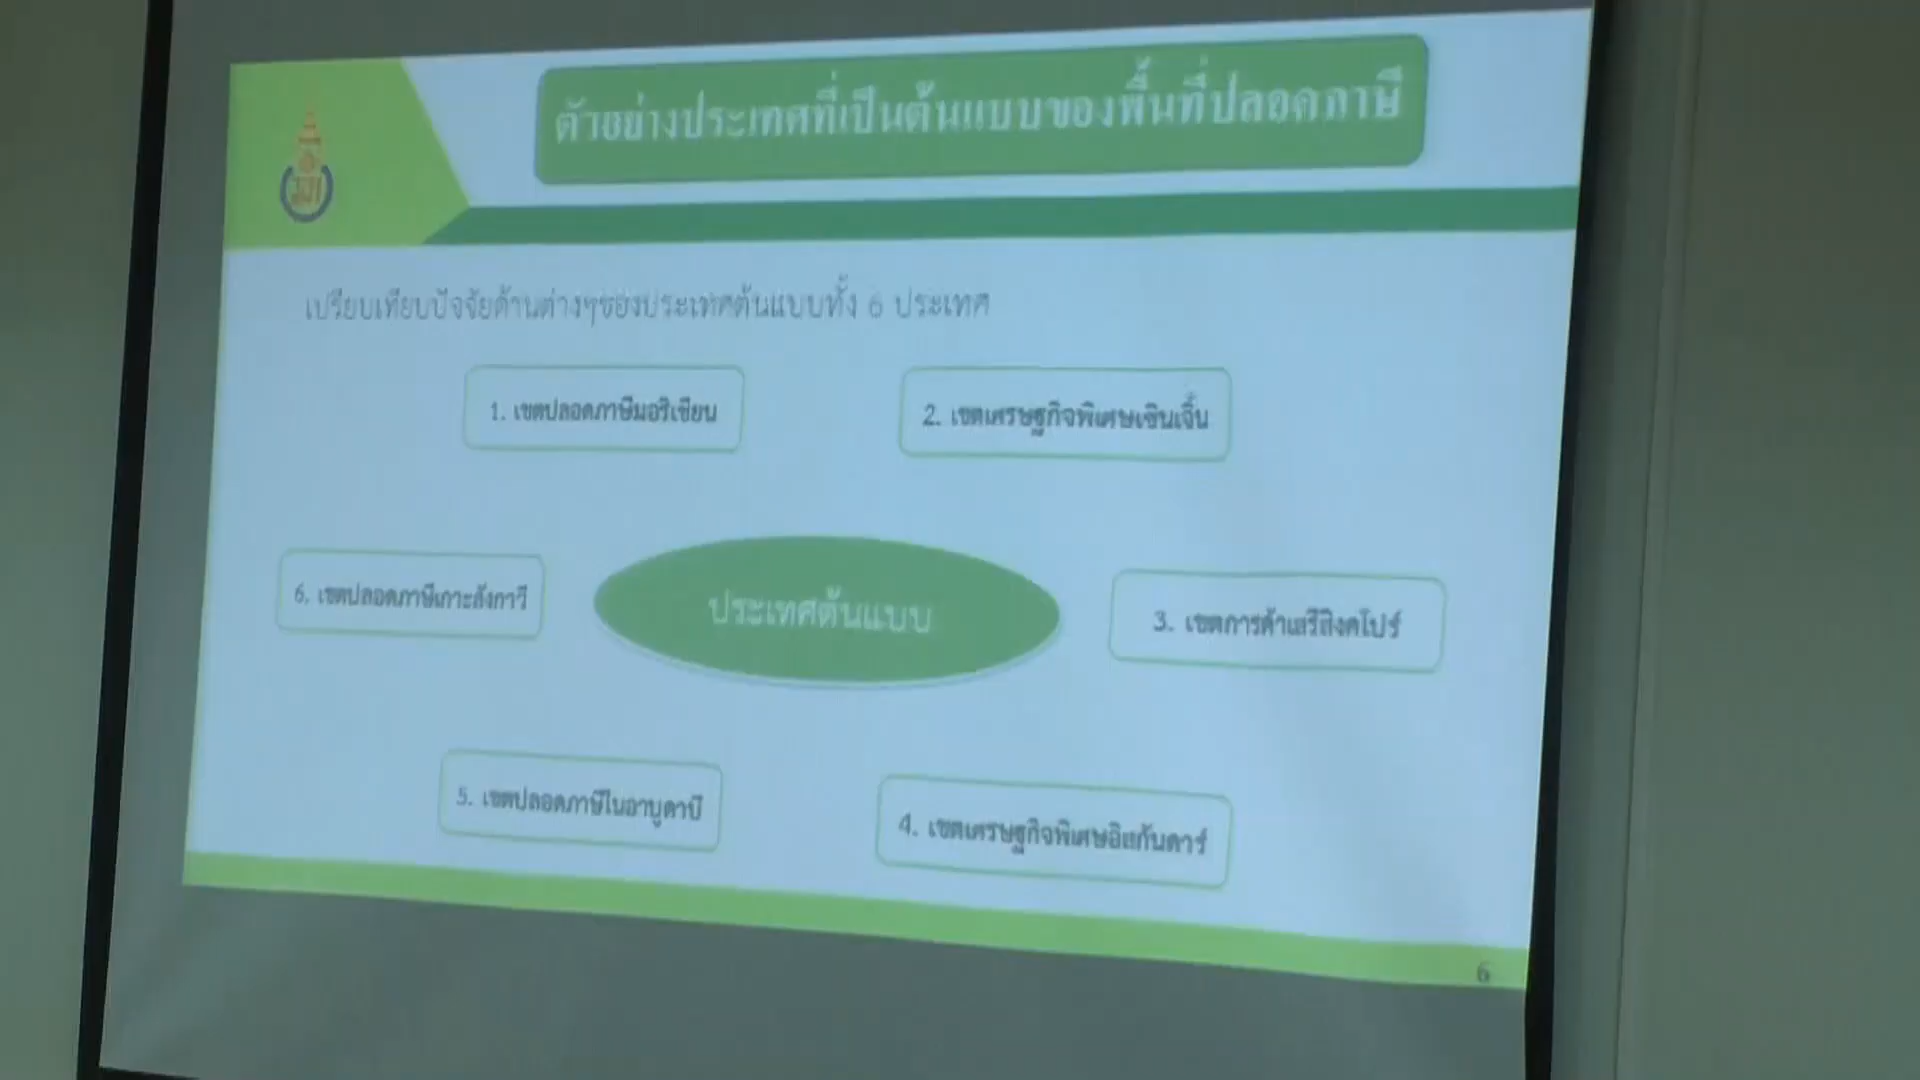 ตัวอย่างประเทศที่เป็นต้นแบบของพื้นที่ปลอดภาษี
เปรียบเทียบปัจจัยด้านต่างๆของประเทศต้นแบบทั้ง 6 ประเทศ
1. เขตปลอดภาษีมอริเชียน
2. เขตเศรษฐกิจพิเศษเซินเจิ้น
6. เขตปลอดภาษีเกาะลังกาวี
ประเทศต้นแบบ
3. เขตการค้าเสรีสิงคโปร์
5. เขตปลอดภาษีในอาบูดาบี
4. เขตเศรษฐกิจพิเศษอิสกันดาร์
6